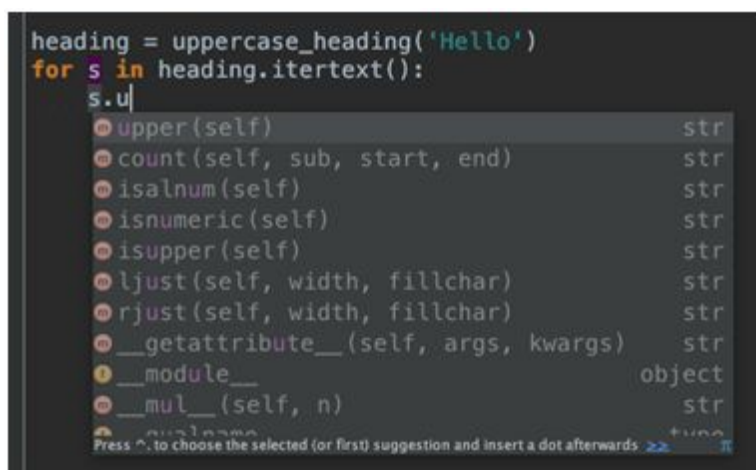 heading = uppercase_heading('Hello')
for s in heading.itertext():
    s.u
upper(self) str
count(self, sub, start, end) str
isalnum(self) str
isnumeric(self) str
isupper(self) str
ljust(self, width, fillchar) str
rjust(self, width, fillchar) str
__getattribute__(self, args, kwargs) str
__module__ object
__mul__(self, n) str
__qualname__ type
Press ^. to choose the selected (or first) suggestion and insert a dot afterwards >> π